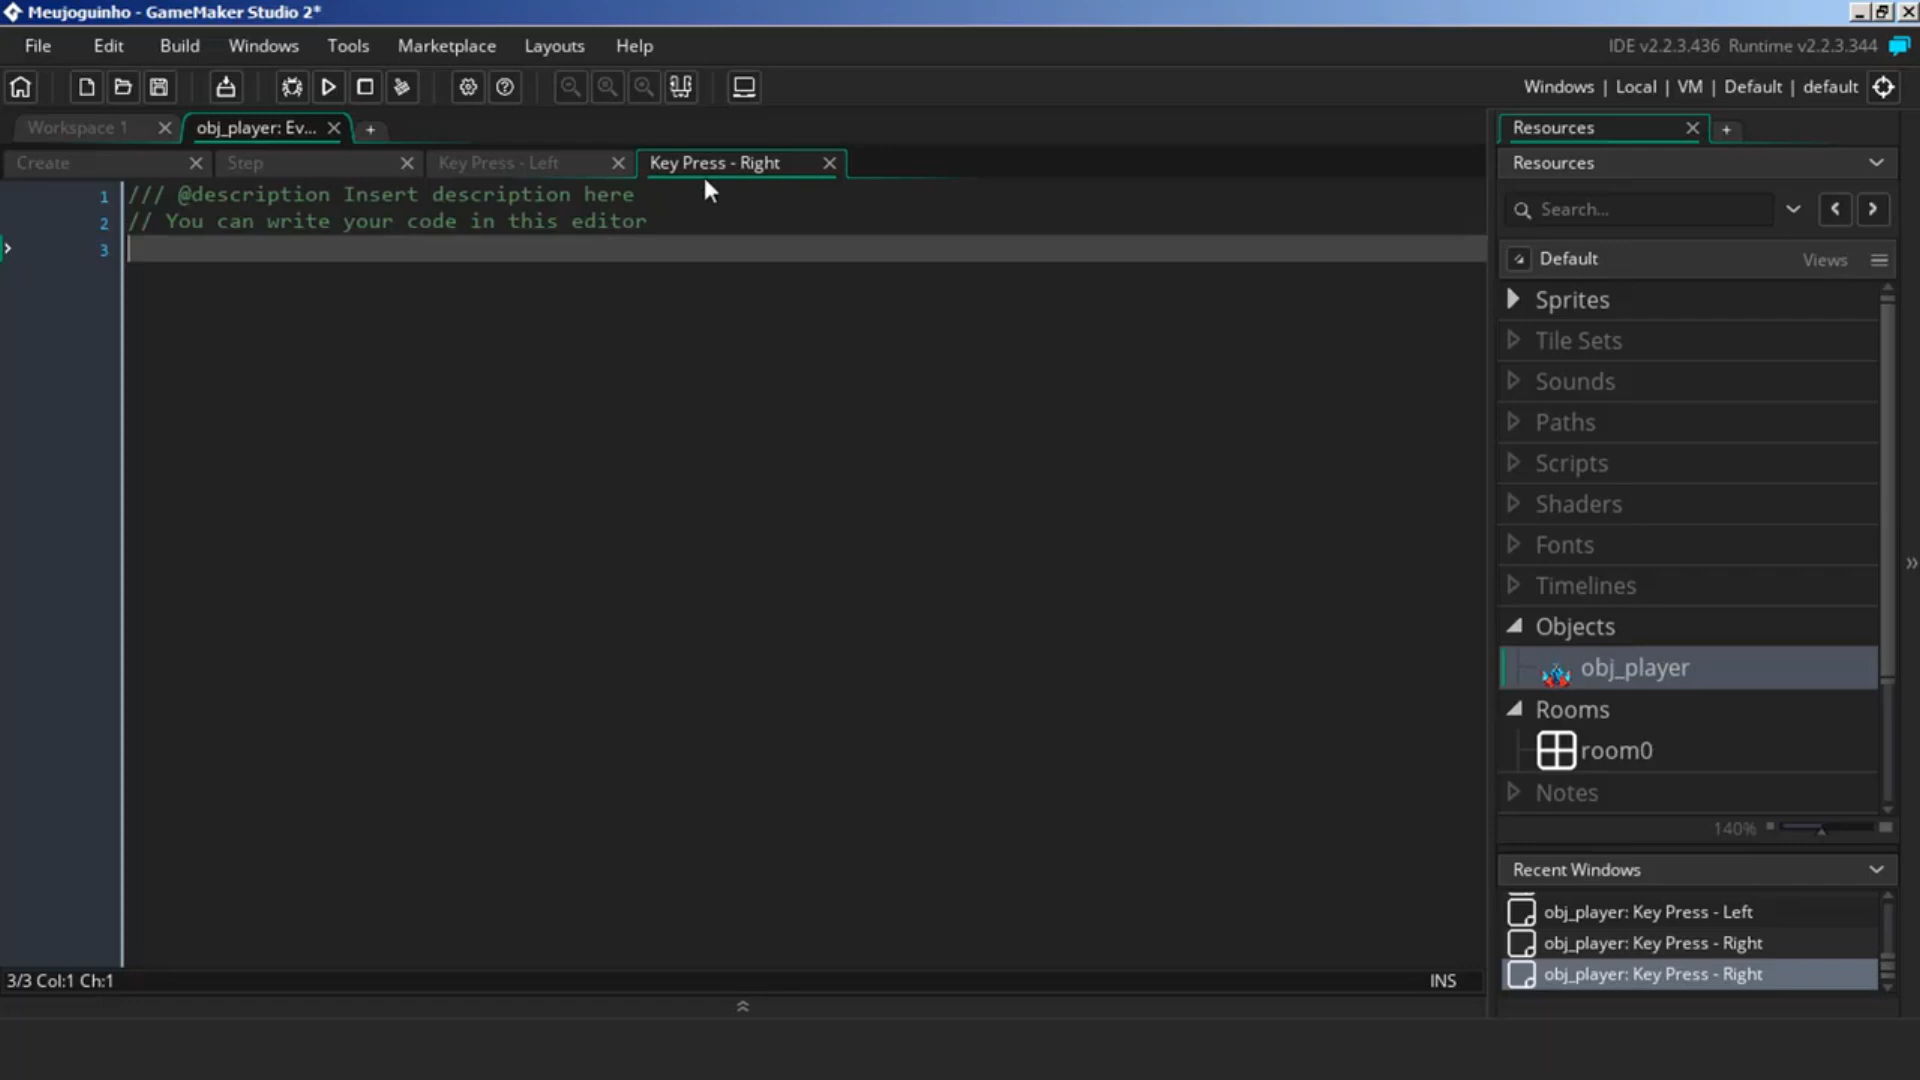 Meujoguinho - GameMaker Studio 2*
File Edit Build Windows Tools Marketplace Layouts Help
IDE v2.2.3.436 Runtime v2.2.3.344
Windows | Local | VM | Default | default
Workspace 1
obj_player: Ev...
Create
Step
Key Press - Left
Key Press - Right
1 /// @description Insert description here
2 // You can write your code in this editor
3
3/3 Col:1 Ch:1
INS
Resources
Resources
Search...
Default
Views
Sprites
Tile Sets
Sounds
Paths
Scripts
Shaders
Fonts
Timelines
Objects
obj_player
Rooms
room0
Notes
140%
Recent Windows
obj_player: Key Press - Left
obj_player: Key Press - Right
obj_player: Key Press - Right